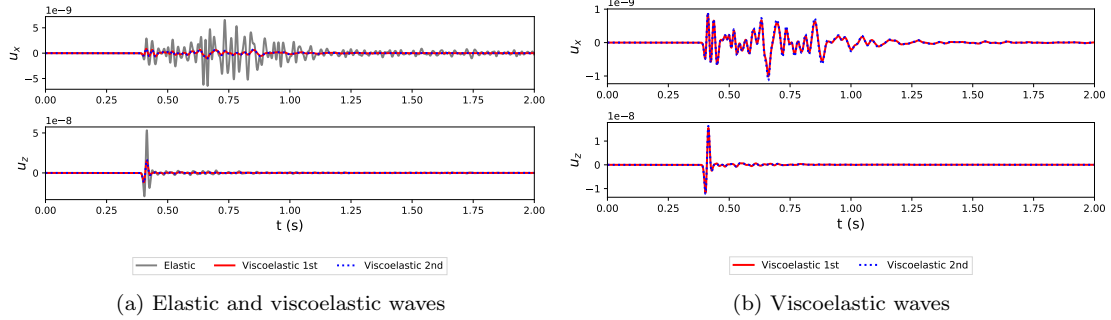 1e−9
5
0
−5
u_x
0.00 0.25 0.50 0.75 1.00 1.25 1.50 1.75 2.00
1e−8
5
0
u_z
0.00 0.25 0.50 0.75 1.00 1.25 1.50 1.75 2.00
t (s)
Elastic Viscoelastic 1st Viscoelastic 2nd
(a) Elastic and viscoelastic waves
1e−9
1
0
−1
u_x
0.00 0.25 0.50 0.75 1.00 1.25 1.50 1.75 2.00
1e−8
1
0
−1
u_z
0.00 0.25 0.50 0.75 1.00 1.25 1.50 1.75 2.00
t (s)
Viscoelastic 1st Viscoelastic 2nd
(b) Viscoelastic waves